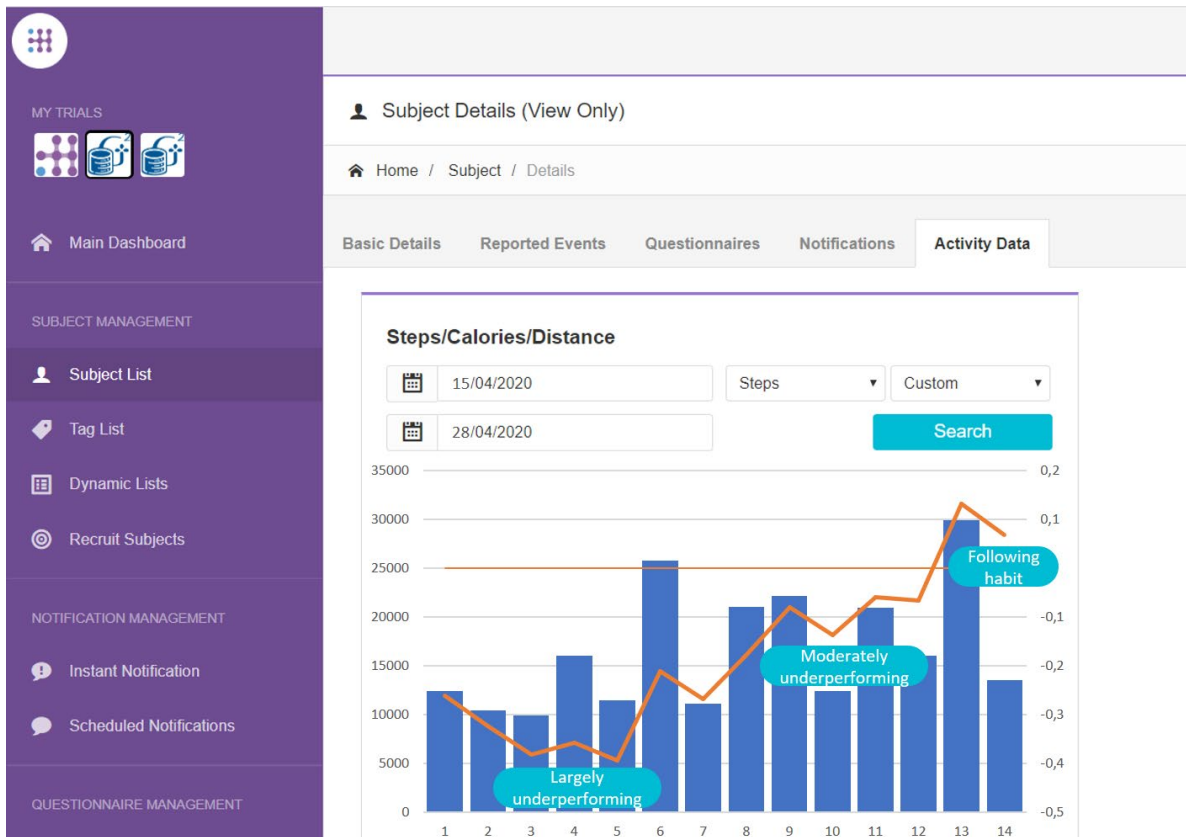 MY TRIALS
Main Dashboard
SUBJECT MANAGEMENT
Subject List
Tag List
Dynamic Lists
Recruit Subjects
NOTIFICATION MANAGEMENT
Instant Notification
Scheduled Notifications
QUESTIONNAIRE MANAGEMENT
Subject Details (View Only)
Home / Subject / Details
Basic Details Reported Events Questionnaires Notifications Activity Data
Steps/Calories/Distance
15/04/2020 Steps Custom
28/04/2020 Search
35000 0,2
30000 0,1
Following
habit
25000
20000 -0,1
Moderately
underperforming
15000 -0,2
10000 -0,3
5000 -0,4
Largely
underperforming
0 -0,5
1 2 3 4 5 6 7 8 9 10 11 12 13 14